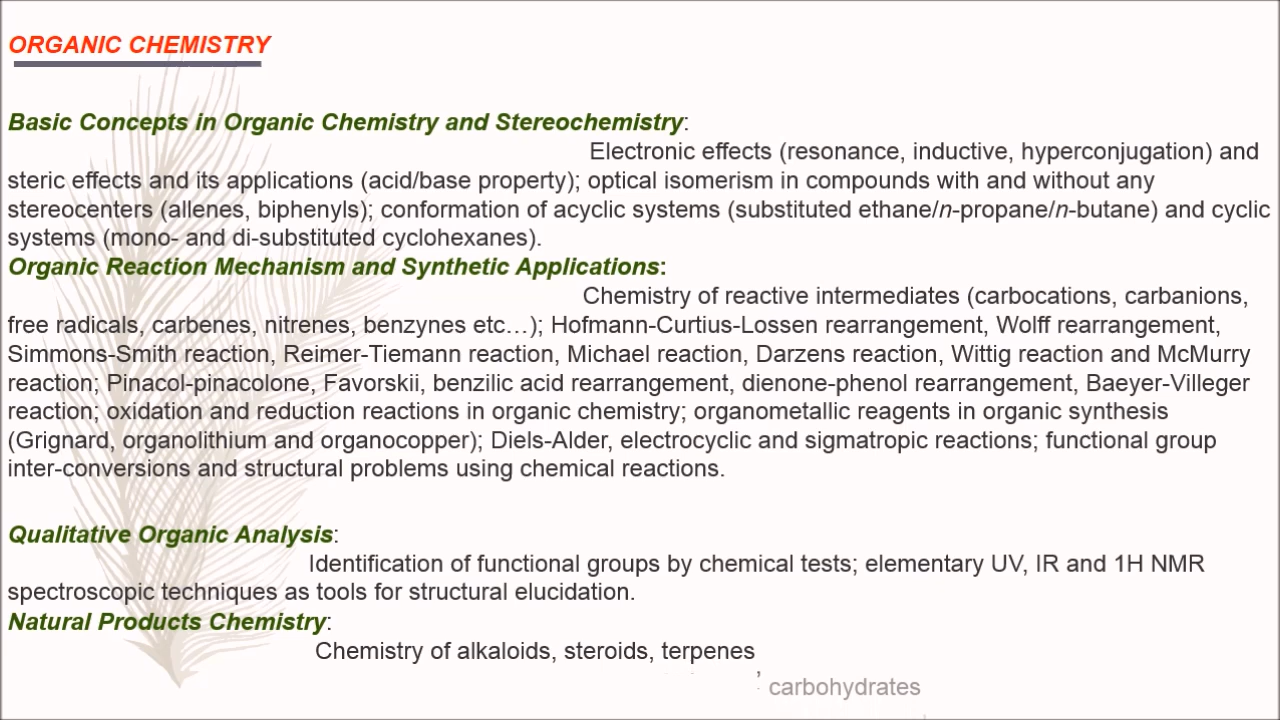 ORGANIC CHEMISTRY
Basic Concepts in Organic Chemistry and Stereochemistry:
Electronic effects (resonance, inductive, hyperconjugation) and
steric effects and its applications (acid/base property); optical isomerism in compounds with and without any
stereocenters (allenes, biphenyls); conformation of acyclic systems (substituted ethane/n-propane/n-butane) and cyclic
systems (mono- and di-substituted cyclohexanes).
Organic Reaction Mechanism and Synthetic Applications:
Chemistry of reactive intermediates (carbocations, carbanions,
free radicals, carbenes, nitrenes, benzynes etc…); Hofmann-Curtius-Lossen rearrangement, Wolff rearrangement,
Simmons-Smith reaction, Reimer-Tiemann reaction, Michael reaction, Darzens reaction, Wittig reaction and McMurry
reaction; Pinacol-pinacolone, Favorskii, benzilic acid rearrangement, dienone-phenol rearrangement, Baeyer-Villeger
reaction; oxidation and reduction reactions in organic chemistry; organometallic reagents in organic synthesis
(Grignard, organolithium and organocopper); Diels-Alder, electrocyclic and sigmatropic reactions; functional group
inter-conversions and structural problems using chemical reactions.
Qualitative Organic Analysis:
Identification of functional groups by chemical tests; elementary UV, IR and 1H NMR
spectroscopic techniques as tools for structural elucidation.
Natural Products Chemistry:
Chemistry of alkaloids, steroids, terpenes
, carbohydrates